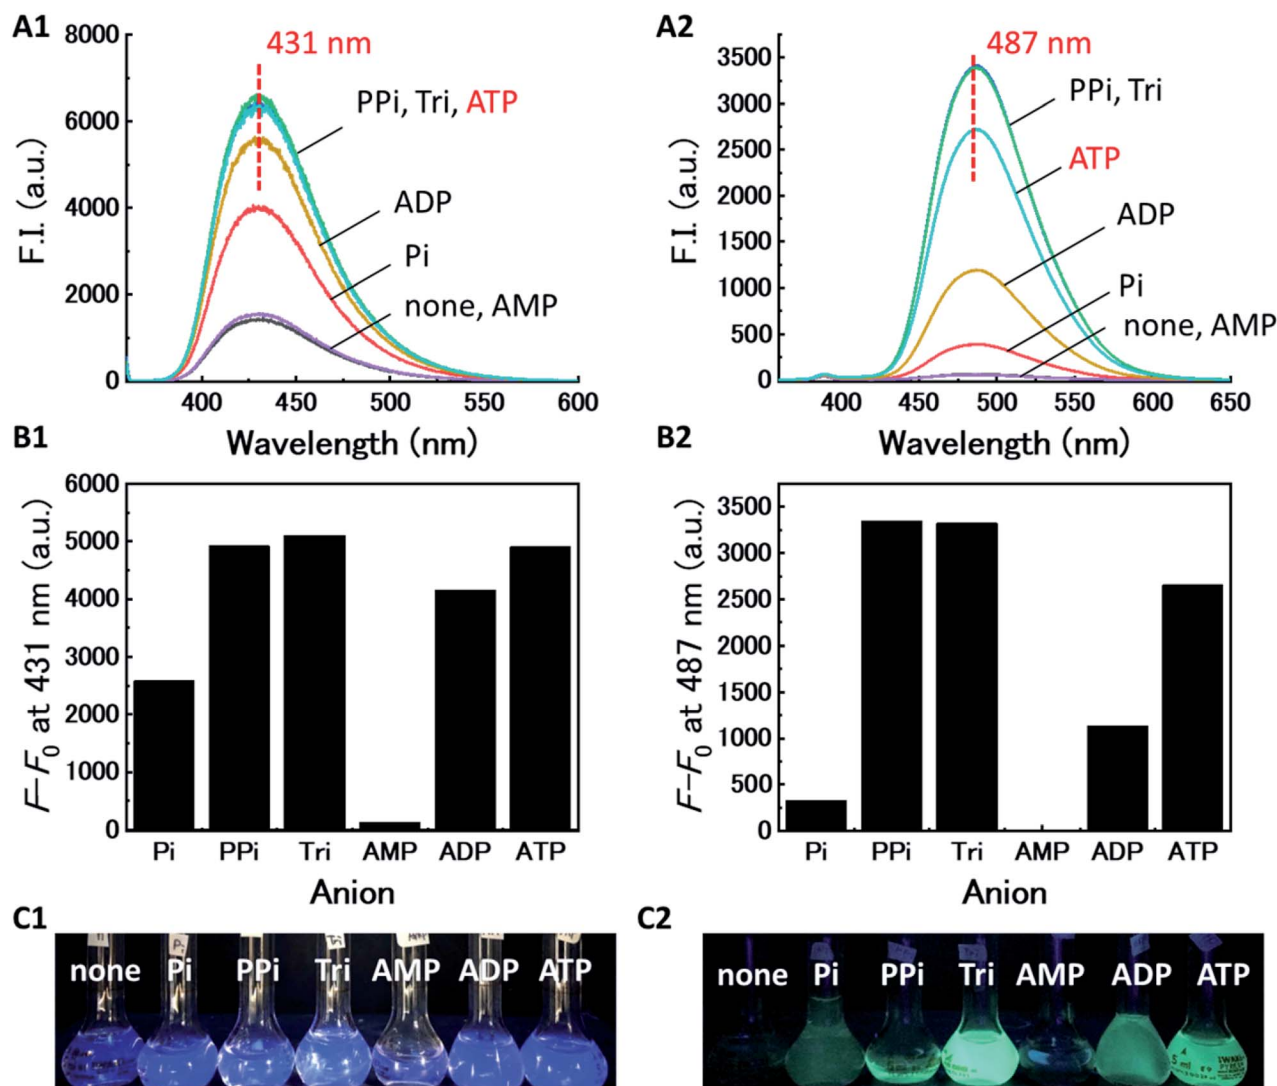 A1
8000
6000
4000
2000
0
F.I. (a.u.)
431 nm
PPi, Tri, ATP
ADP
Pi
none, AMP
400 450 500 550 600
Wavelength (nm)
A2
3500
3000
2500
2000
1500
1000
500
0
F.I. (a.u.)
487 nm
PPi, Tri
ATP
ADP
Pi
none, AMP
400 450 500 550 600 650
Wavelength (nm)
B1
6000
5000
4000
3000
2000
1000
0
F–F0 at 431 nm (a.u.)
Pi PPi Tri AMP ADP ATP
Anion
B2
3500
3000
2500
2000
1500
1000
500
0
F–F0 at 487 nm (a.u.)
Pi PPi Tri AMP ADP ATP
Anion
C1
Pi
Tri
none Pi PPi Tri AMP ADP ATP
C2
none Pi PPi Tri AMP ADP ATP